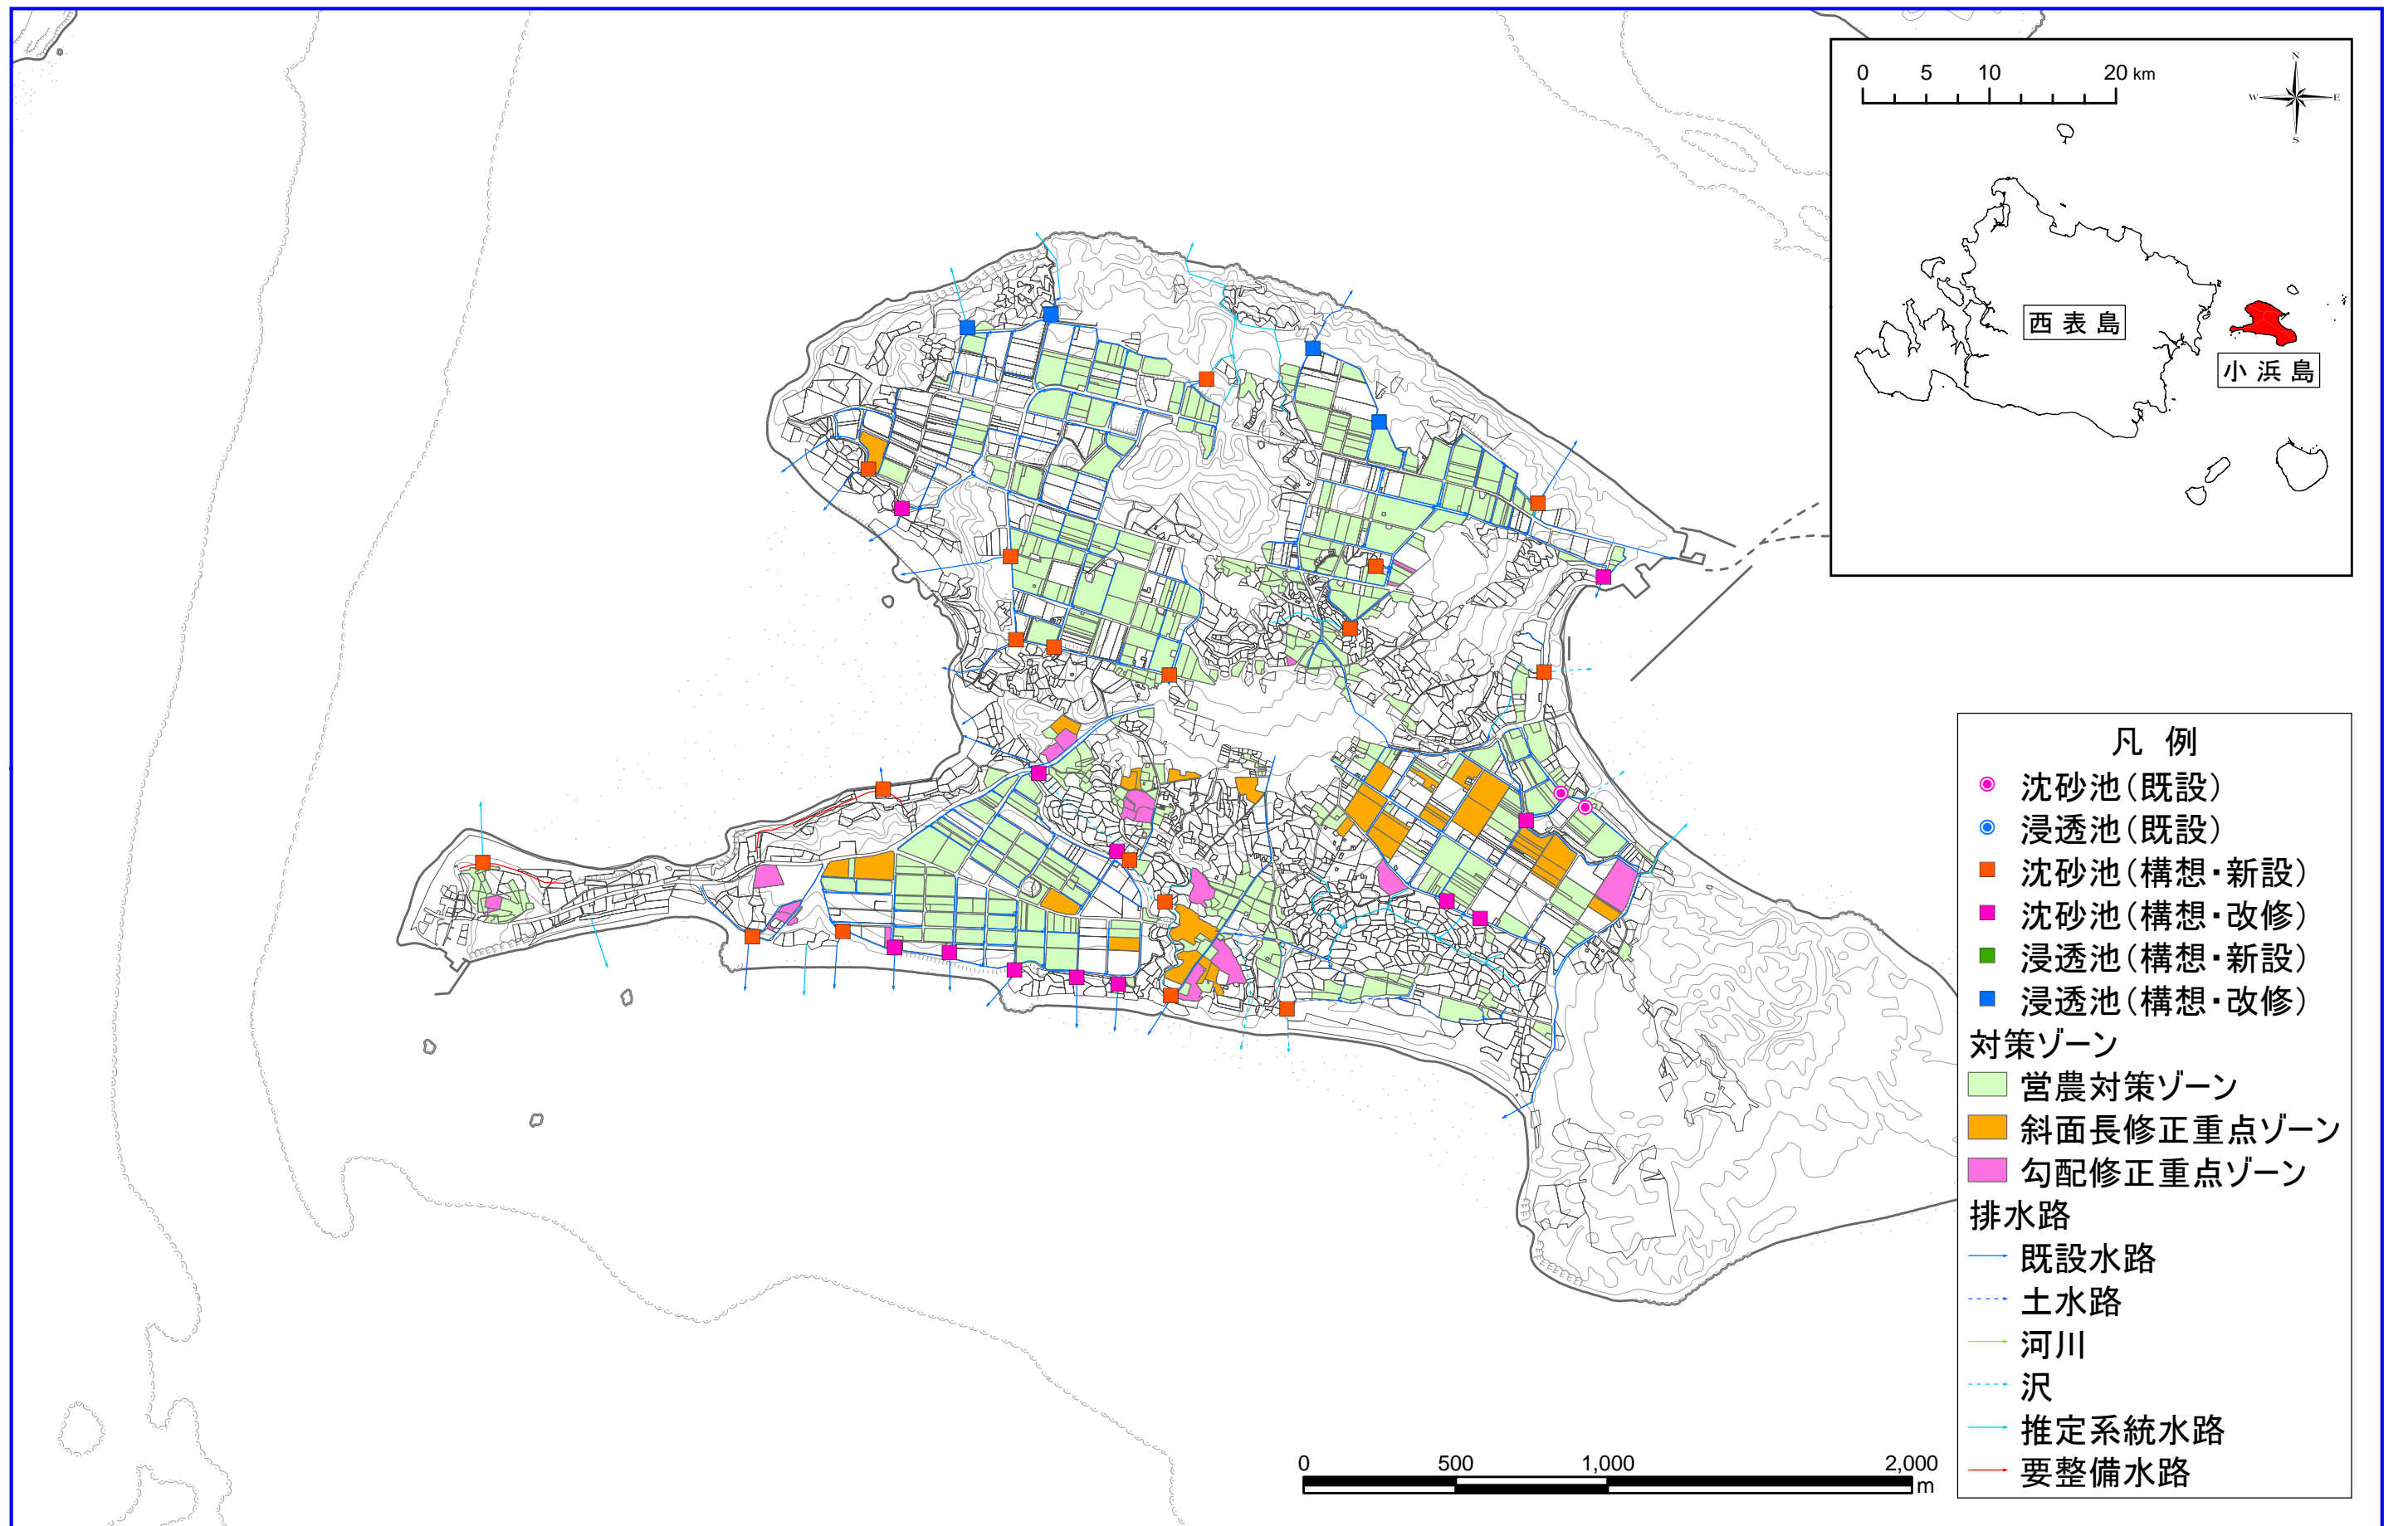 0 5 10 20 km
N
W E
S
西表島
小浜島
凡 例
沈砂池（既設）
浸透池（既設）
沈砂池（構想・新設）
沈砂池（構想・改修）
浸透池（構想・新設）
浸透池（構想・改修）
対策ゾーン
営農対策ゾーン
斜面長修正重点ゾーン
勾配修正重点ゾーン
排水路
既設水路
土水路
河川
沢
推定系統水路
要整備水路
0 500 1,000 2,000
m